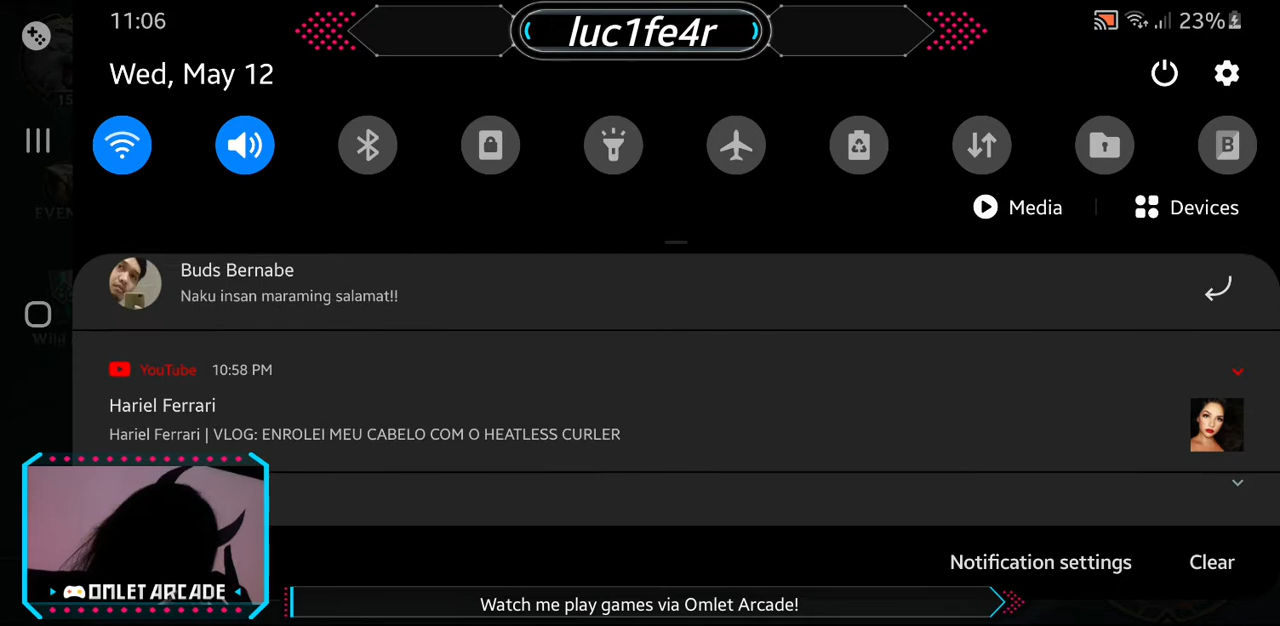 11:06
luc1fe4r
23%
Wed, May 12
B
Media
Devices
Buds Bernabe
Naku insan maraming salamat!!
YouTube 10:58 PM
Hariel Ferrari
Hariel Ferrari | VLOG: ENROLEI MEU CABELO COM O HEATLESS CURLER
OMLET ARCADE
Notification settings
Clear
Watch me play games via Omlet Arcade!